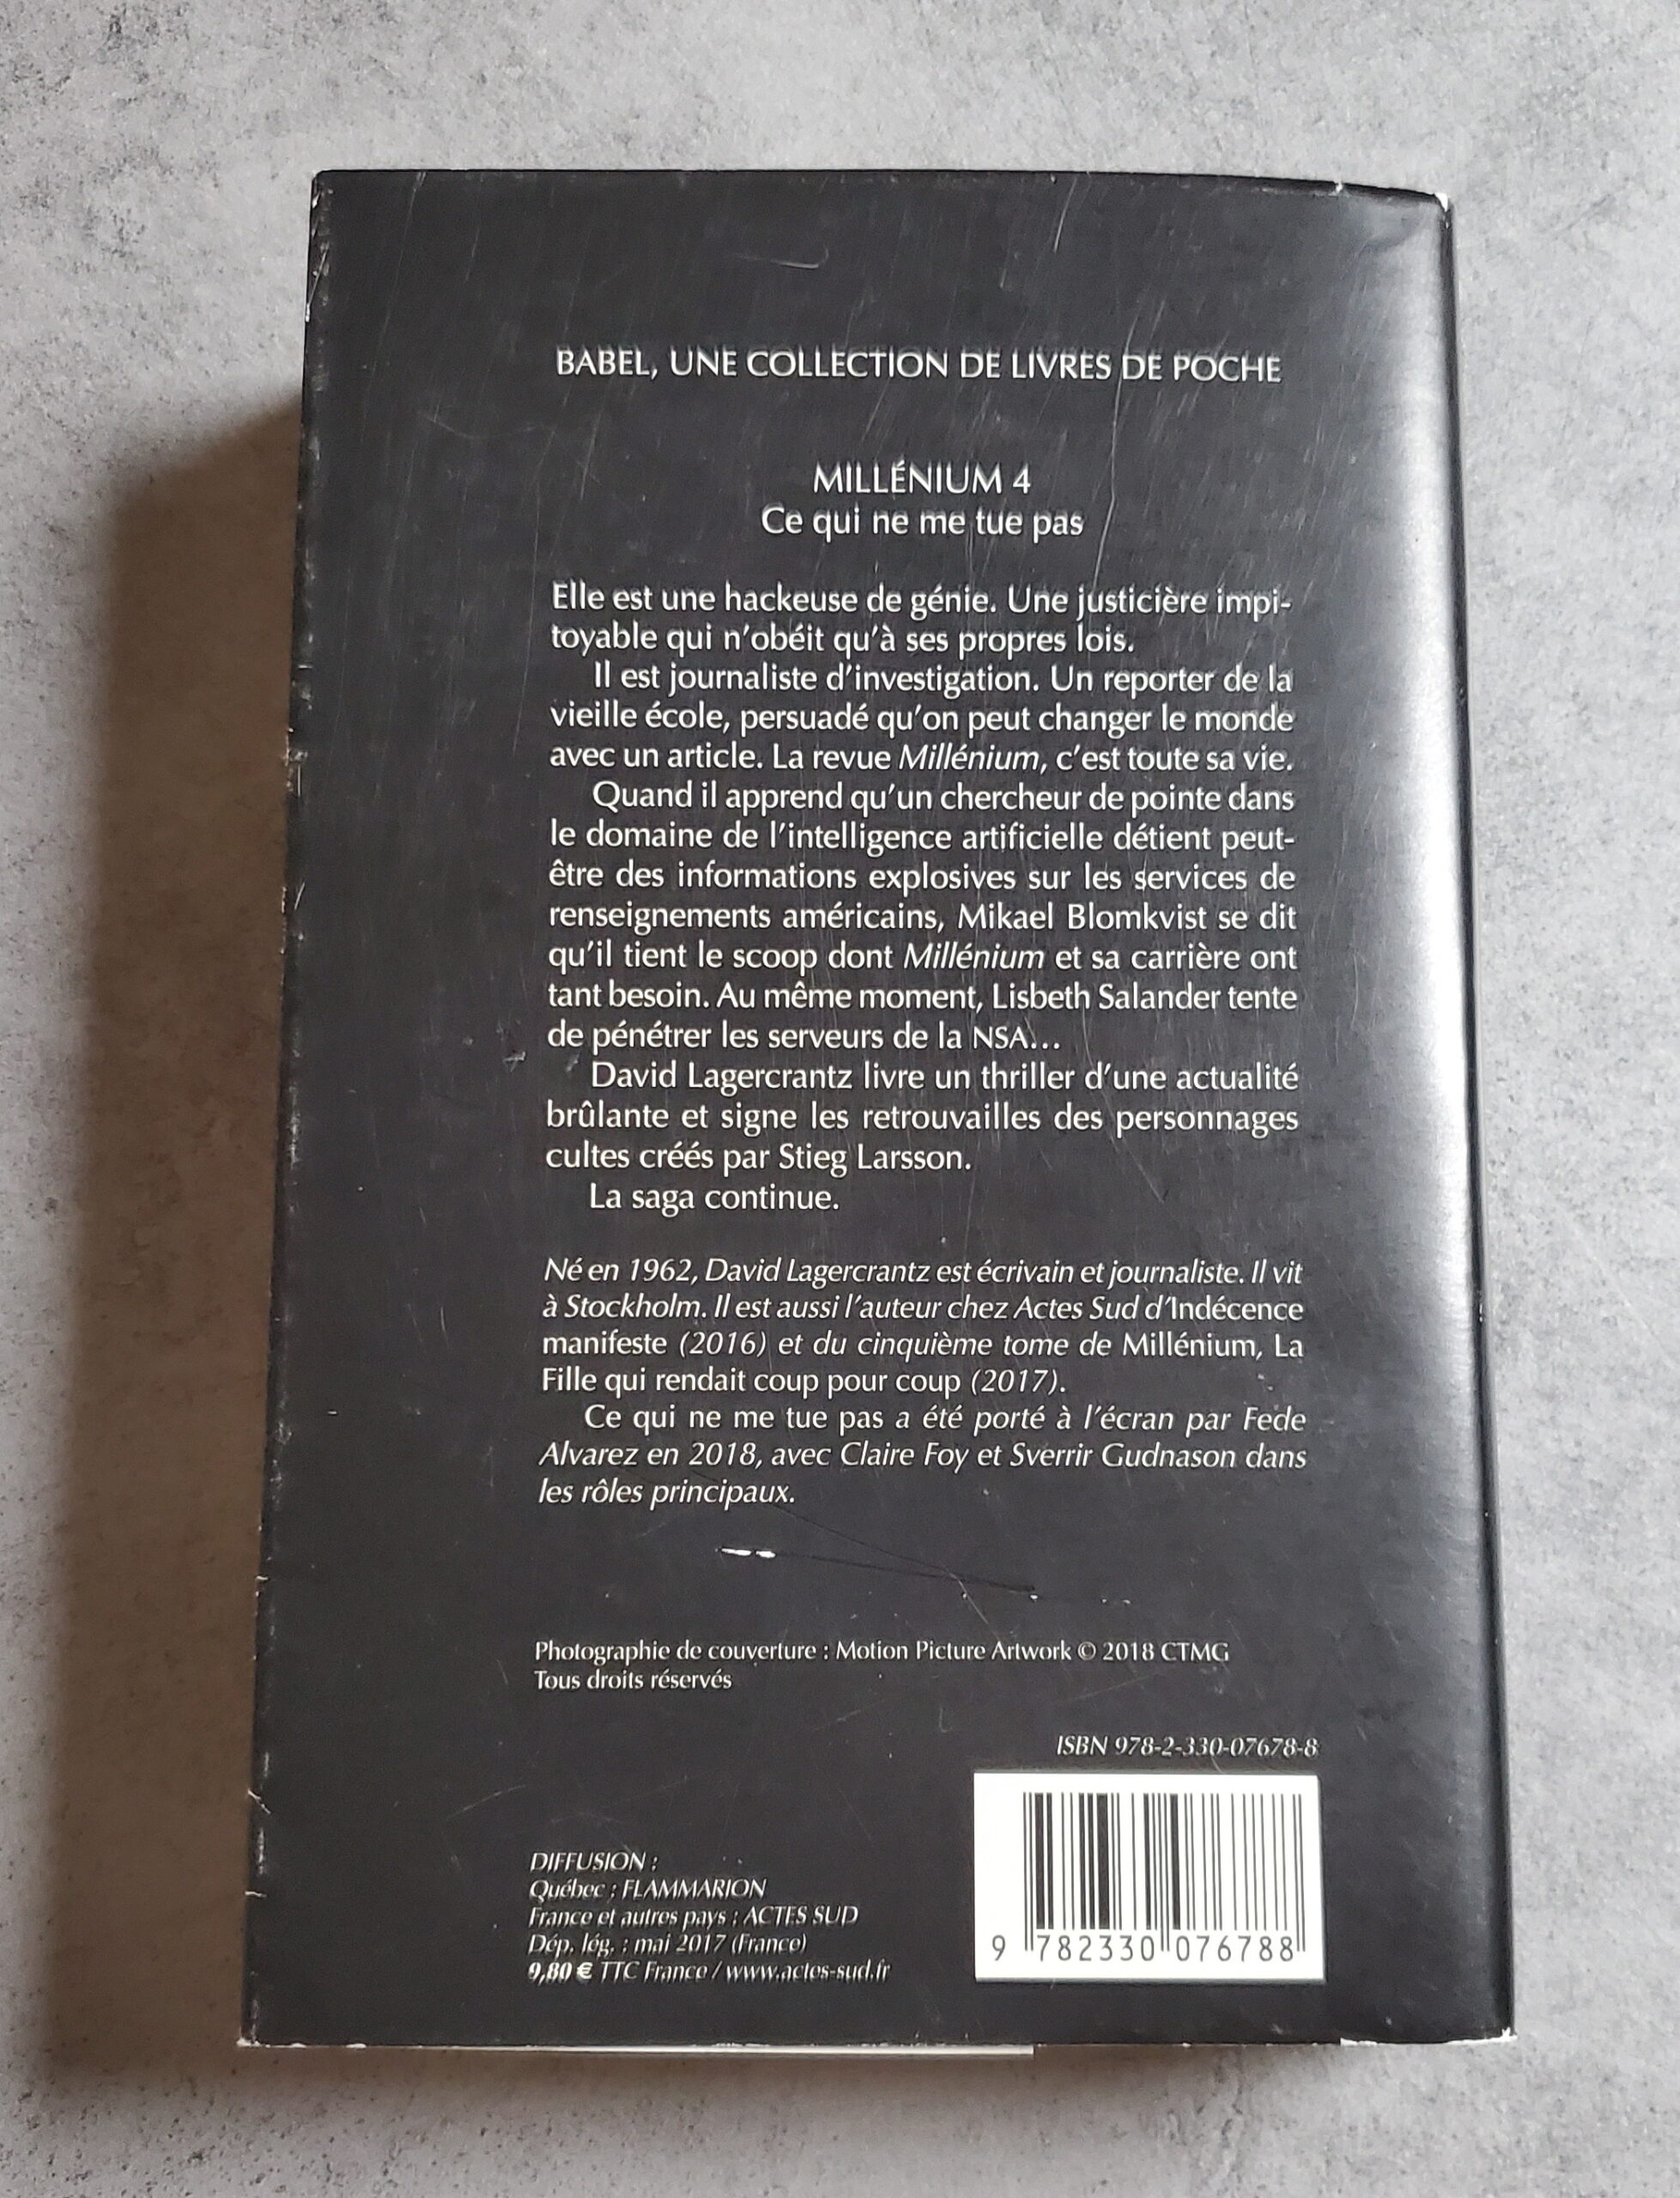 BABEL, UNE COLLECTION DE LIVRES DE POCHE
MILLÉNIUM 4
Ce qui ne me tue pas
Elle est une hackeuse de génie. Une justicière impi-
toyable qui n'obéit qu'à ses propres lois.
Il est journaliste d'investigation. Un reporter de la
vieille école, persuadé qu'on peut changer le monde
avec un article. La revue Millénium, c'est toute sa vie.
Quand il apprend qu'un chercheur de pointe dans
le domaine de l'intelligence artificielle détient peut-
être des informations explosives sur les services de
renseignements américains, Mikael Blomkvist se dit
qu'il tient le scoop dont Millénium et sa carrière ont
tant besoin. Au même moment, Lisbeth Salander tente
de pénétrer les serveurs de la NSA...
David Lagercrantz livre un thriller d'une actualité
brûlante et signe les retrouvailles des personnages
cultes créés par Stieg Larsson.
La saga continue.
Né en 1962, David Lagercrantz est écrivain et journaliste. Il vit
à Stockholm. Il est aussi l'auteur chez Actes Sud d'Indécence
manifeste (2016) et du cinquième tome de Millénium, La
Fille qui rendait coup pour coup (2017).
Ce qui ne me tue pas a été porté à l'écran par Fede
Alvarez en 2018, avec Claire Foy et Sverrir Gudnason dans
les rôles principaux.
Photographie de couverture : Motion Picture Artwork © 2018 CTMG
Tous droits réservés
ISBN 978-2-330-07678-8
9 782330 076788
DIFFUSION :
Québec : FLAMMARION
France et autres pays : ACTES SUD
Dép. lég. : mai 2017 (France)
9,80 € TTC France / www.actes-sud.fr